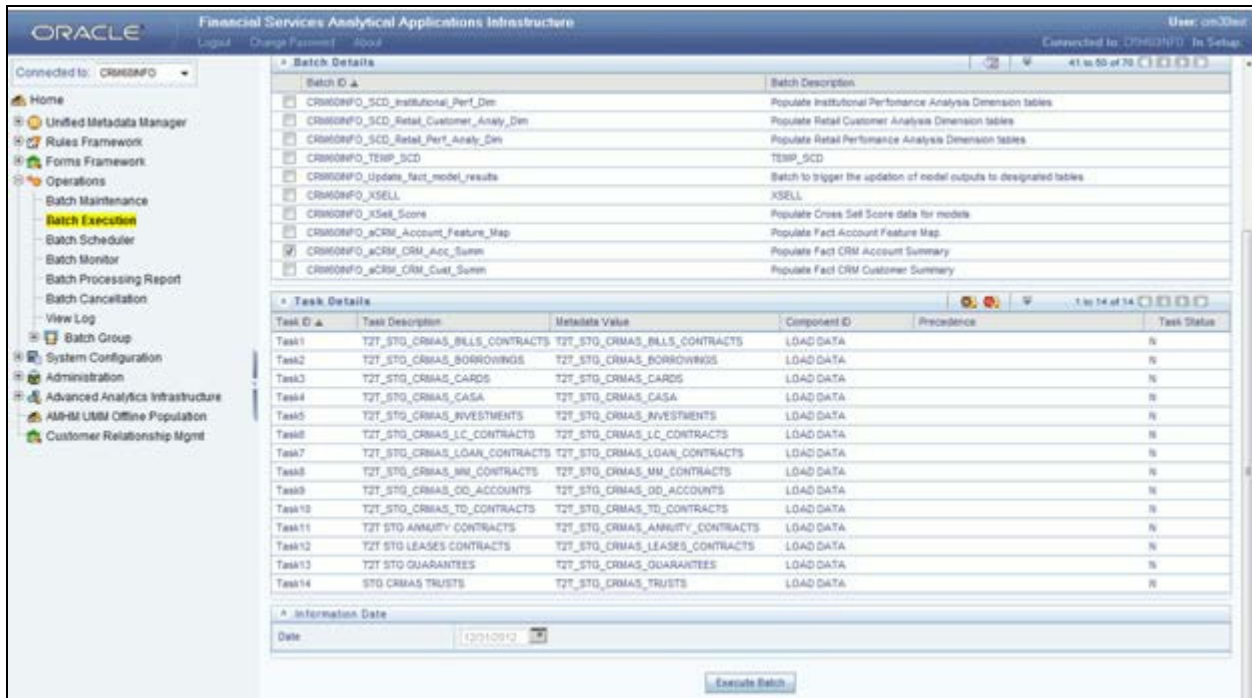 ORACLE
Financial Services Analytical Applications Infrastructure
User:
Logout Change Password About
Connected to: In Setup
Connected to: CRM60INFO
Home
Unified Metadata Manager
Rules Framework
Forms Framework
Operations
Batch Maintenance
Batch Execution
Batch Scheduler
Batch Monitor
Batch Processing Report
Batch Cancellation
View Log
Batch Group
System Configuration
Administration
Advanced Analytics Infrastructure
AMHM UMM Offline Population
Customer Relationship Mgmt
Batch Details 41 to 50 of 70
Batch ID Batch Description
CRM60INFO_SCD_Institutional_Perf_Dim Populate Institutional Perfomance Analysis Dimension tables
CRM60INFO_SCD_Retail_Customer_Analy_Dim Populate Retail Customer Analysis Dimension tables
CRM60INFO_SCD_Retail_Perf_Analy_Dim Populate Retail Perfomance Analysis Dimension tables
CRM60INFO_TEMP_SCD TEMP_SCD
CRM60INFO_Update_fact_model_results Batch to trigger the updation of model outputs to designated tables
CRM60INFO_XSELL XSELL
CRM60INFO_XSell_Score Populate Cross Sell Score data for models
CRM60INFO_aCRM_Account_Feature_Map Populate Fact Account Feature Map
CRM60INFO_aCRM_CRM_Acc_Summ Populate Fact CRM Account Summary
CRM60INFO_aCRM_CRM_Cust_Summ Populate Fact CRM Customer Summary
Task Details 1 to 14 of 14
Task ID Task Description Metadata Value Component ID Precedence Task Status
Task1 T2T_STG_CRMAS_BILLS_CONTRACTS T2T_STG_CRMAS_BILLS_CONTRACTS LOAD DATA N
Task2 T2T_STG_CRMAS_BORROWINGS T2T_STG_CRMAS_BORROWINGS LOAD DATA N
Task3 T2T_STG_CRMAS_CARDS T2T_STG_CRMAS_CARDS LOAD DATA N
Task4 T2T_STG_CRMAS_CASA T2T_STG_CRMAS_CASA LOAD DATA N
Task5 T2T_STG_CRMAS_INVESTMENTS T2T_STG_CRMAS_INVESTMENTS LOAD DATA N
Task6 T2T_STG_CRMAS_LC_CONTRACTS T2T_STG_CRMAS_LC_CONTRACTS LOAD DATA N
Task7 T2T_STG_CRMAS_LOAN_CONTRACTS T2T_STG_CRMAS_LOAN_CONTRACTS LOAD DATA N
Task8 T2T_STG_CRMAS_MM_CONTRACTS T2T_STG_CRMAS_MM_CONTRACTS LOAD DATA N
Task9 T2T_STG_CRMAS_OD_ACCOUNTS T2T_STG_CRMAS_OD_ACCOUNTS LOAD DATA N
Task10 T2T_STG_CRMAS_TD_CONTRACTS T2T_STG_CRMAS_TD_CONTRACTS LOAD DATA N
Task11 T2T STG ANNUITY CONTRACTS T2T_STG_CRMAS_ANNUITY_CONTRACTS LOAD DATA N
Task12 T2T STG LEASES CONTRACTS T2T_STG_CRMAS_LEASES_CONTRACTS LOAD DATA N
Task13 T2T STG GUARANTEES T2T_STG_CRMAS_GUARANTEES LOAD DATA N
Task14 STG CRMAS TRUSTS T2T_STG_CRMAS_TRUSTS LOAD DATA N
Information Date
Date 12/31/2012
Execute Batch